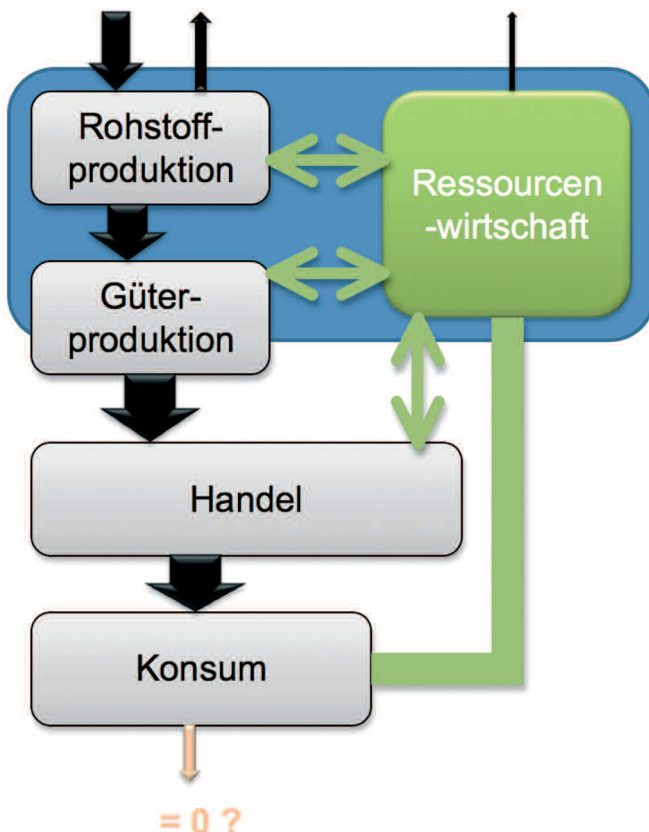 Rohstoff-
produktion
Ressourcen
-wirtschaft
Güter-
produktion
Handel
Konsum
= 0 ?